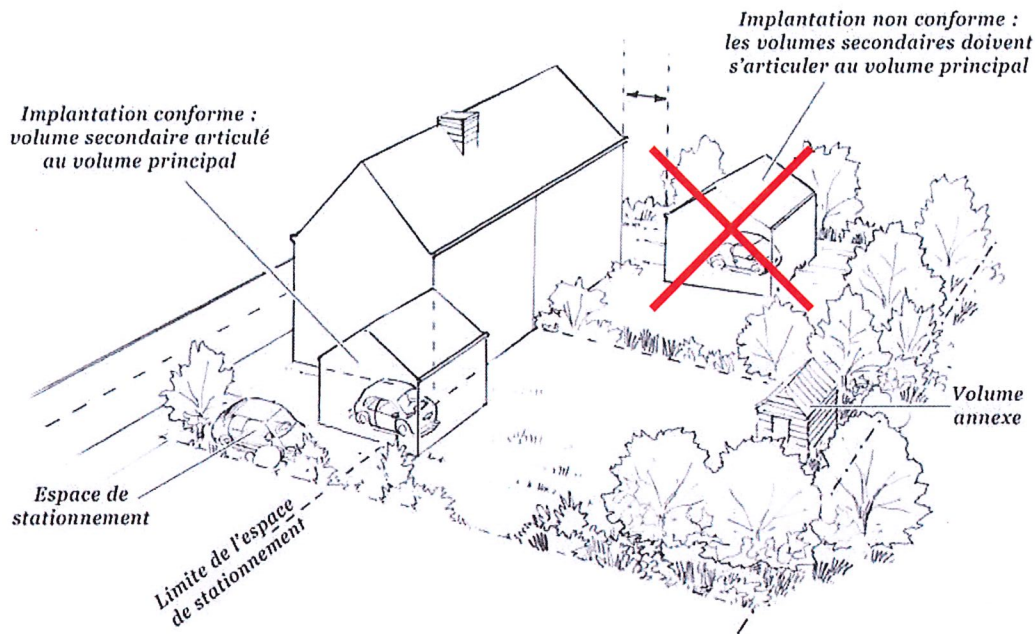 Implantation non conforme :
les volumes secondaires doivent
s'articuler au volume principal
Implantation conforme :
volume secondaire articulé
au volume principal
Volume
annexe
Espace de
stationnement
Limite de l'espace
de stationnement